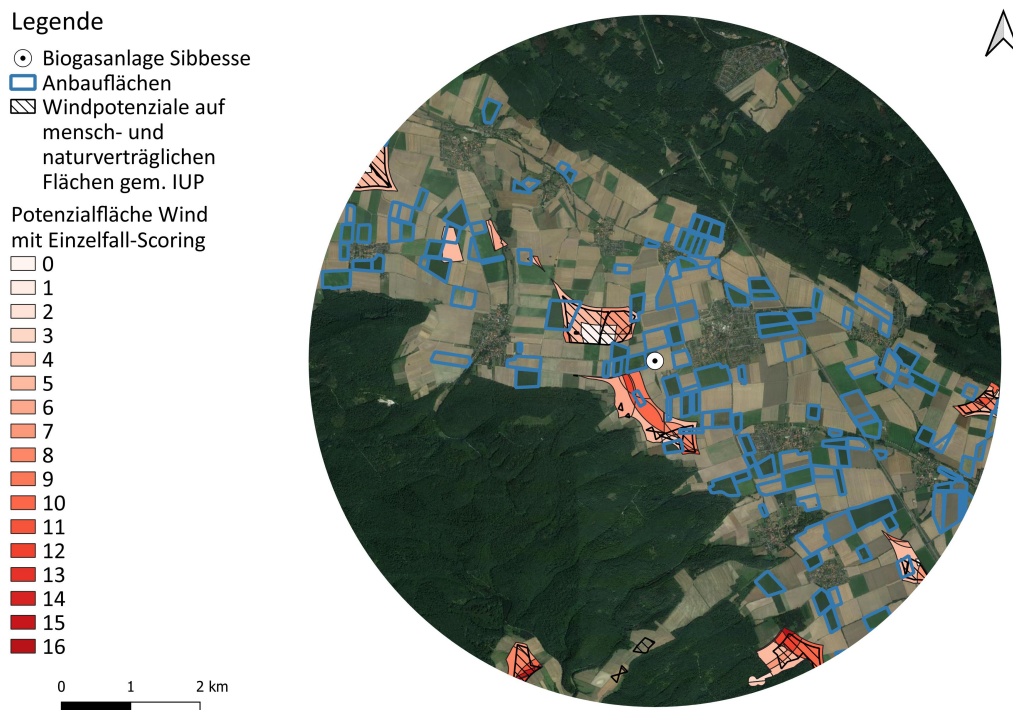 Legende
Biogasanlage Sibbesse
Anbauflächen
Windpotenziale auf
mensch- und
naturverträglichen
Flächen gem. IUP
Potenzialfläche Wind
mit Einzelfall-Scoring
0
1
2
3
4
5
6
7
8
9
10
11
12
13
14
15
16
0 1 2 km